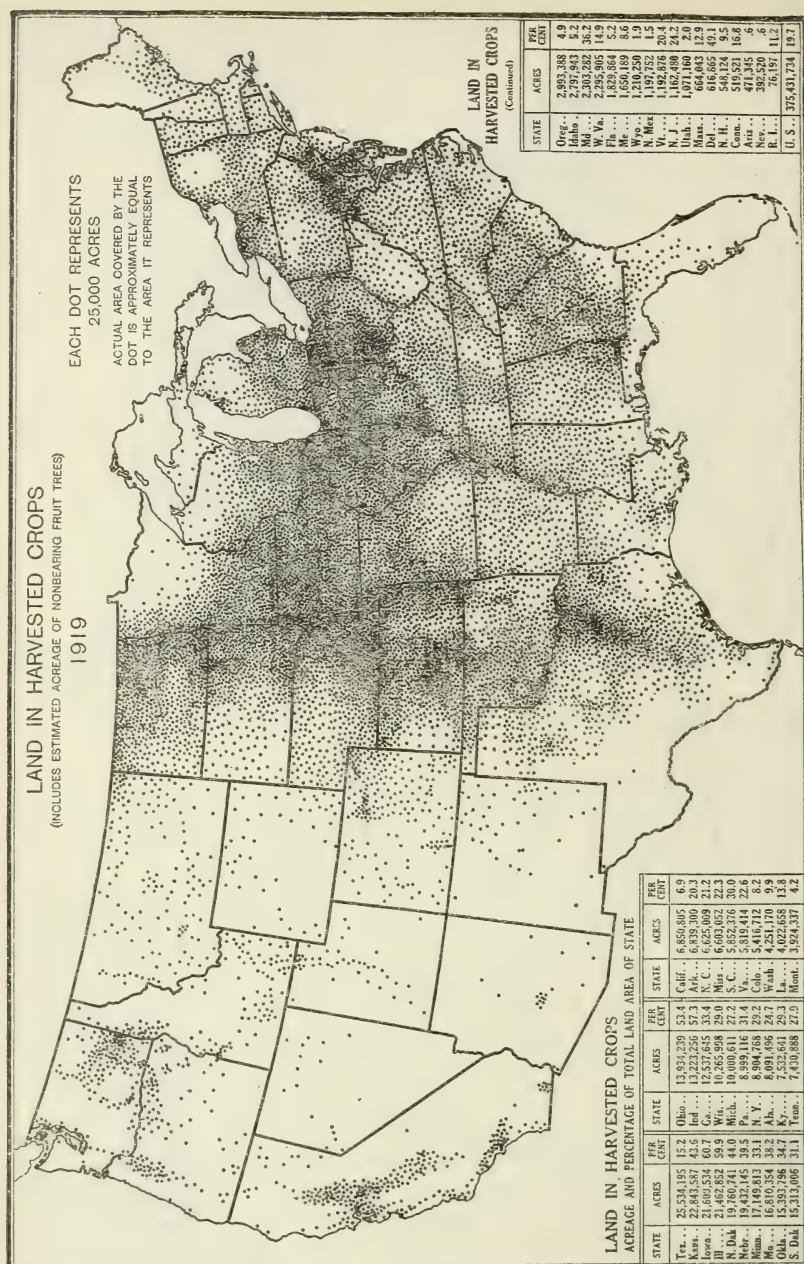 LAND IN HARVESTED CROPS
(INCLUDES ESTIMATED ACREAGE OF NONBEARING FRUIT TREES)
1919
EACH DOT REPRESENTS
25,000 ACRES
ACTUAL AREA COVERED BY THE
DOT IS APPROXIMATELY EQUAL
TO THE AREA IT REPRESENTS
LAND IN HARVESTED CROPS
ACREAGE AND PERCENTAGE OF TOTAL LAND AREA OF STATE
STATE ACRES PER CENT STATE ACRES PER CENT STATE ACRES PER CENT
Tex... 25,534,195 15.2 Ohio... 13,934,239 53.4 Calif... 6,850,805 6.9
Kans... 22,843,587 43.6 Ind... 13,223,256 57.3 Ark... 6,839,300 20.3
Iowa... 60.7 Ga... 12,537,645 33.4 N. C... 6,625,009 21.2
Ill... 21,462,852 59.9 Wis... 10,265,998 29.0 Miss... 6,603,052 22.3
N. Dak 19,760,741 44.0 Mich... 10,000,611 27.2 S. C... 5,852,376 30.0
Nebr... 19,432,145 39.5 Pa... 8,999,116 31.4 Va... 5,819,414 22.6
Minn... 17,149,813 33.1 N. Y... 8,904,768 29.2 Colo... 5,416,712 8.2
Mo... 16,810,354 38.2 Ala... 8,091,496 24.7 Wash... 4,251,170 9.9
Okla... 15,393,796 34.7 Ky... 7,532,641 29.3 La... 4,022,658 13.8
S. Dak 15,313,006 31.1 Tenn... 7,430,888 27.9 Mont... 3,924,337 4.2
LAND IN
HARVESTED CROPS
(Continued)
STATE ACRES PER CENT
Oreg... 2,993,388 4.9
Idaho... 2,797,943 5.2
Md... 2,303,282 36.2
W. Va. 2,295,905 14.9
Fla... 1,829,864 5.2
Me... 1,650,189 8.6
Wyo... 1,210,250 1.9
N. Mex 1,197,752 1.5
Vt... 1,192,876 20.4
N. J... 1,162,480 24.2
Utah... 1,071,160 2.0
Mass... 664,043 12.9
Del... 616,865 49.1
N. H... 548,124 9.5
Conn... 519,521 16.8
Ariz... 471,345 .6
Nev... 392,520 .6
R. I... 76,197 11.2
U. S... 375,431,734 19.7